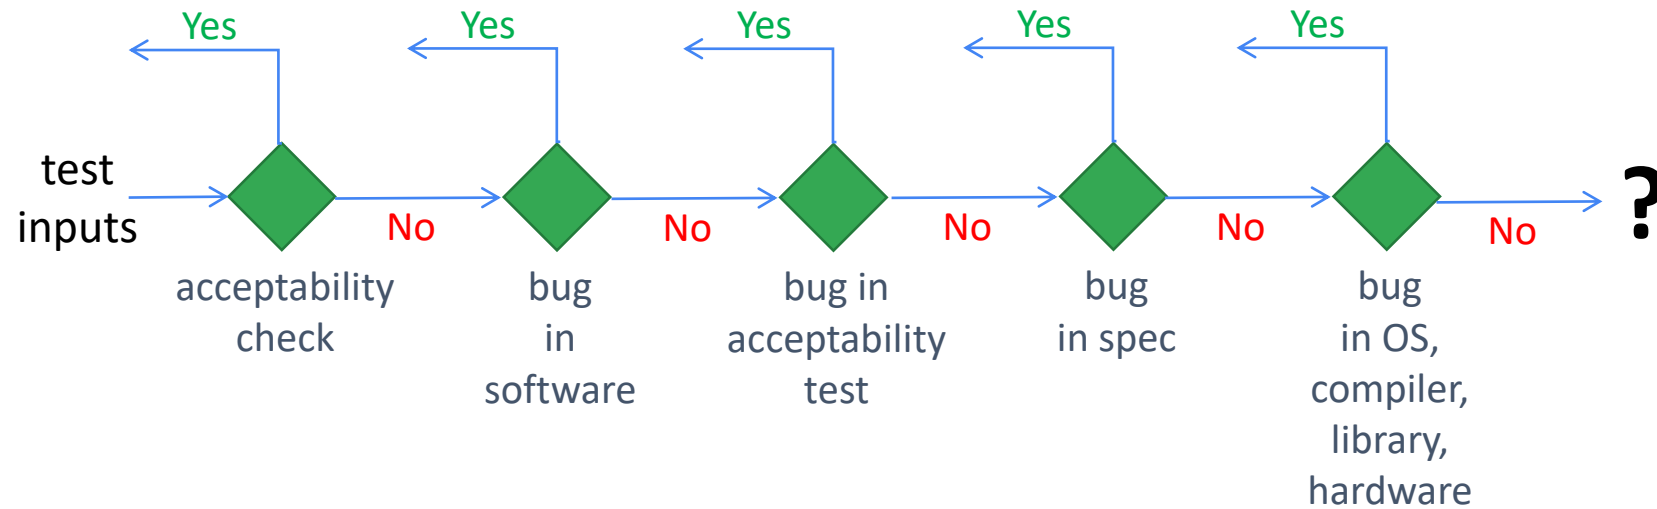 Yes
Yes
Yes
Yes
Yes
test
inputs
No
No
No
No
No
?
acceptability
check
bug
in
software
bug in
acceptability
test
bug
in spec
bug
in OS,
compiler,
library,
hardware